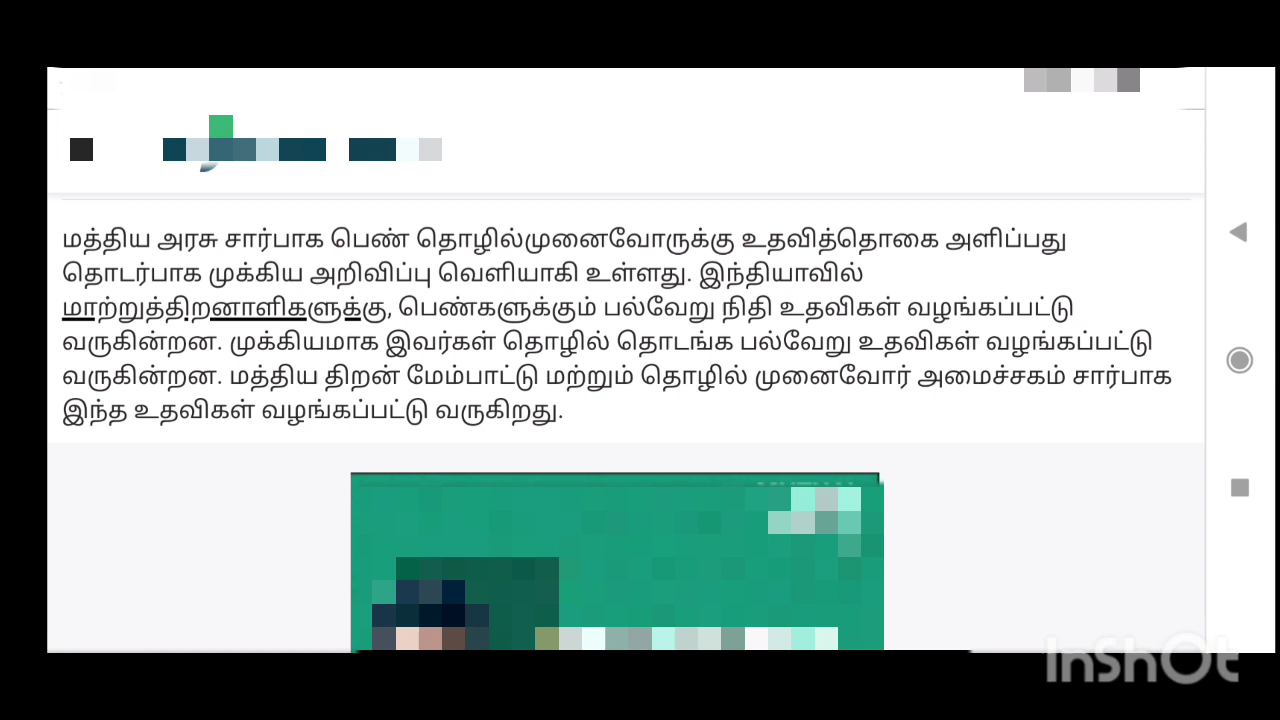 மத்திய அரசு சார்பாக பெண் தொழில்முனைவோருக்கு உதவித்தொகை அளிப்பது
தொடர்பாக முக்கிய அறிவிப்பு வெளியாகி உள்ளது. இந்தியாவில்
மாற்றுத்திறனாளிகளுக்கு, பெண்களுக்கும் பல்வேறு நிதி உதவிகள் வழங்கப்பட்டு
வருகின்றன. முக்கியமாக இவர்கள் தொழில் தொடங்க பல்வேறு உதவிகள் வழங்கப்பட்டு
வருகின்றன. மத்திய திறன் மேம்பாட்டு மற்றும் தொழில் முனைவோர் அமைச்சகம் சார்பாக
இந்த உதவிகள் வழங்கப்பட்டு வருகிறது.
InShOt